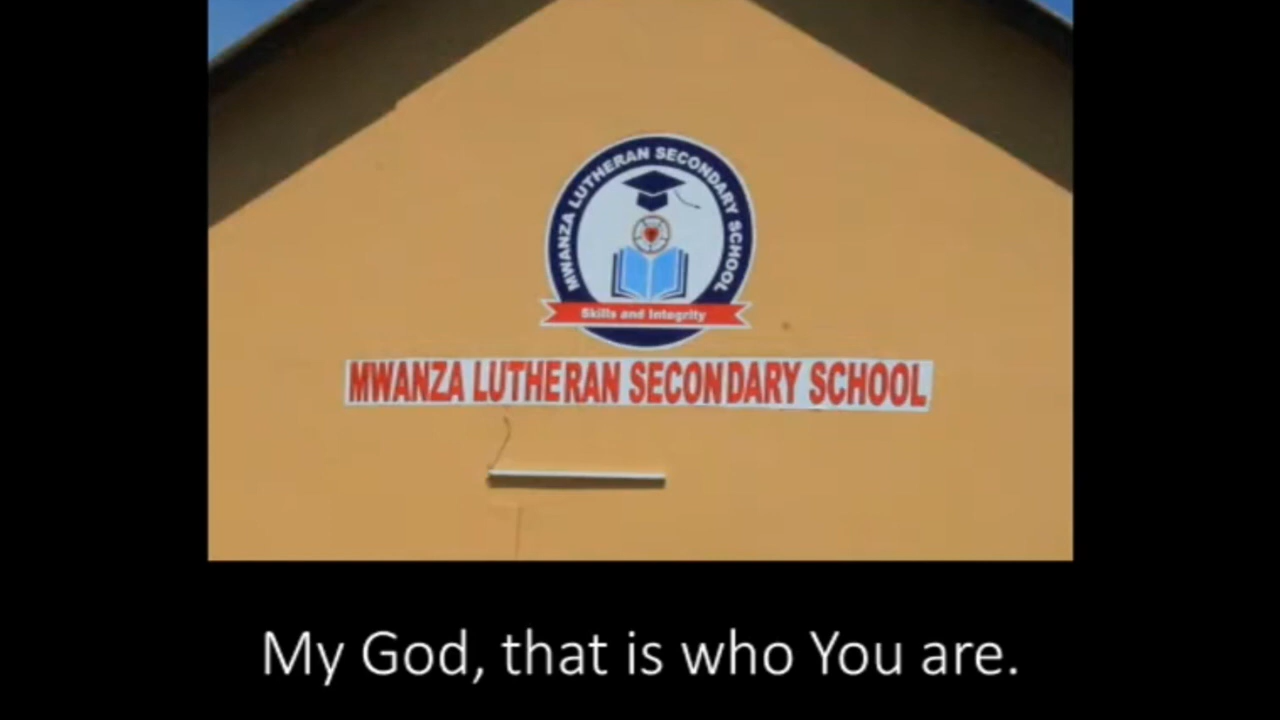 MWANZA LUTHERAN SECONDARY SCHOOL
Skills and Integrity
MWANZA LUTHERAN SECONDARY SCHOOL
My God, that is who You are.